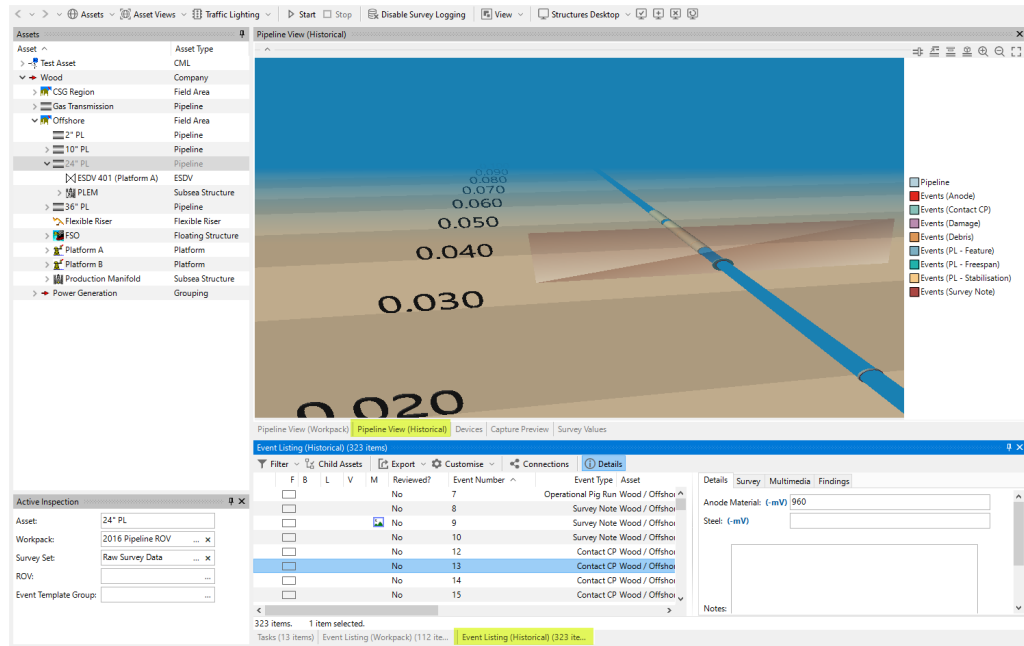 Assets Asset Views Traffic Lighting Start Stop Disable Survey Logging View Structures Desktop
Assets
Asset Asset Type
Test Asset CML
Wood Company
CSG Region Field Area
Gas Transmission Pipeline
Offshore Field Area
2" PL Pipeline
10" PL Pipeline
24" PL Pipeline
ESDV 401 (Platform A) ESDV
PLEM Subsea Structure
36" PL Pipeline
Flexible Riser Flexible Riser
FSO Floating Structure
Platform A Platform
Platform B Platform
Production Manifold Subsea Structure
Power Generation Grouping
Active Inspection
Asset: 24" PL
Workpack: 2016 Pipeline ROV ...
Survey Set: Raw Survey Data ...
ROV: ...
Event Template Group: ...
Pipeline View (Historical)
0.090
0.080
0.070
0.060
0.050
0.040
0.030
0.020
Pipeline
Events (Anode)
Events (Contact CP)
Events (Damage)
Events (Debris)
Events (PL - Feature)
Events (PL - Freespan)
Events (PL - Stabilisation)
Events (Survey Note)
Pipeline View (Workpack) Pipeline View (Historical) Devices Capture Preview Survey Values
Event Listing (Historical) (323 items)
Filter Child Assets Export Customise Connections Details
F B L V M Reviewed? Event Number Event Type Asset
No 7 Operational Pig Run Wood / Offshor
No 8 Survey Note Wood / Offshor
No 9 Survey Note Wood / Offshor
No 10 Survey Note Wood / Offshor
No 12 Contact CP Wood / Offshor
No 13 Contact CP Wood / Offshor
No 14 Contact CP Wood / Offshor
No 15 Contact CP Wood / Offshor
323 items. 1 item selected.
Details Survey Multimedia Findings
Anode Material: (-mV) 960
Steel: (-mV)
Notes:
Tasks (13 items) Event Listing (Workpack) (112 ite... Event Listing (Historical) (323 ite...